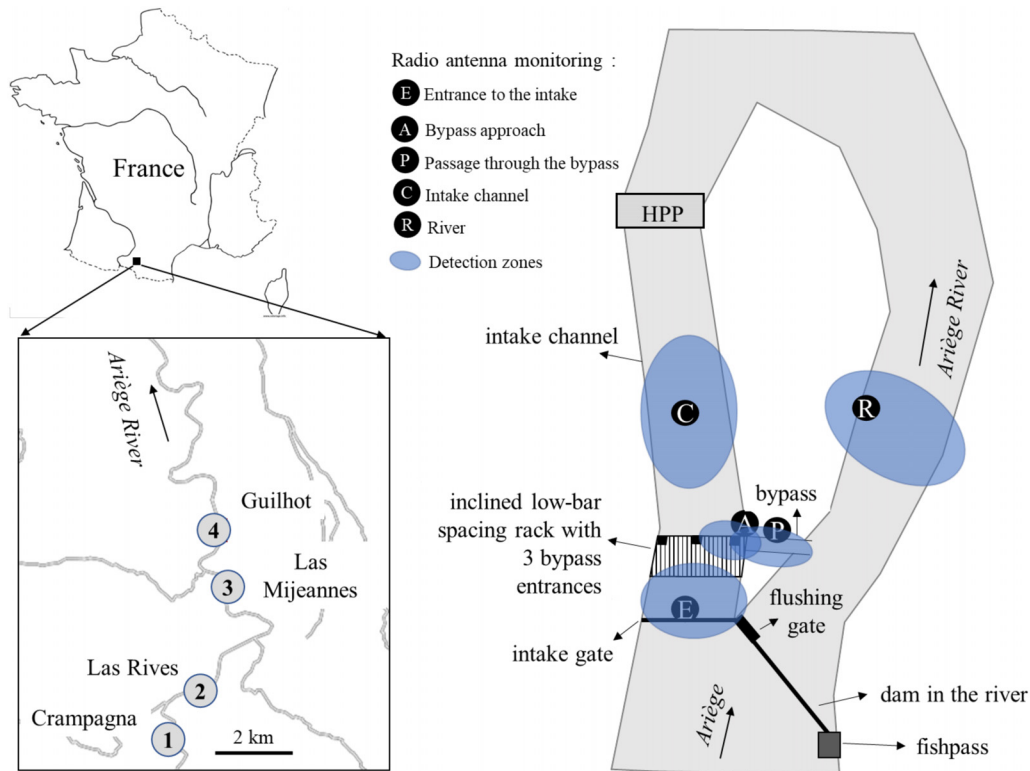 France
Radio antenna monitoring :
E Entrance to the intake
A Bypass approach
P Passage through the bypass
C Intake channel
R River
Detection zones
Ariège River
Guilhot
4
Las
Mijeannes
3
Las Rives
2
Crampagna
1
2 km
HPP
intake channel
Ariège River
C
R
bypass
inclined low-bar
spacing rack with
3 bypass
entrances
A
P
E
flushing
gate
intake gate
Ariège
dam in the river
fishpass